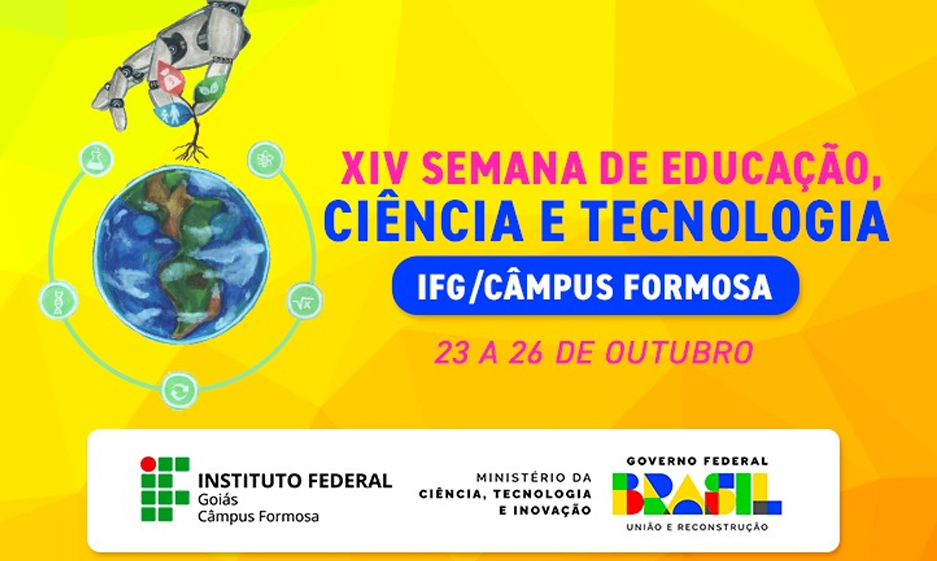 XIV SEMANA DE EDUCAÇÃO,
CIÊNCIA E TECNOLOGIA
IFG/CÂMPUS FORMOSA
23 A 26 DE OUTUBRO
INSTITUTO FEDERAL
Goiás
Câmpus Formosa
MINISTÉRIO DA
CIÊNCIA, TECNOLOGIA
E INOVAÇÃO
GOVERNO FEDERAL
BRASIL
UNIÃO E RECONSTRUÇÃO